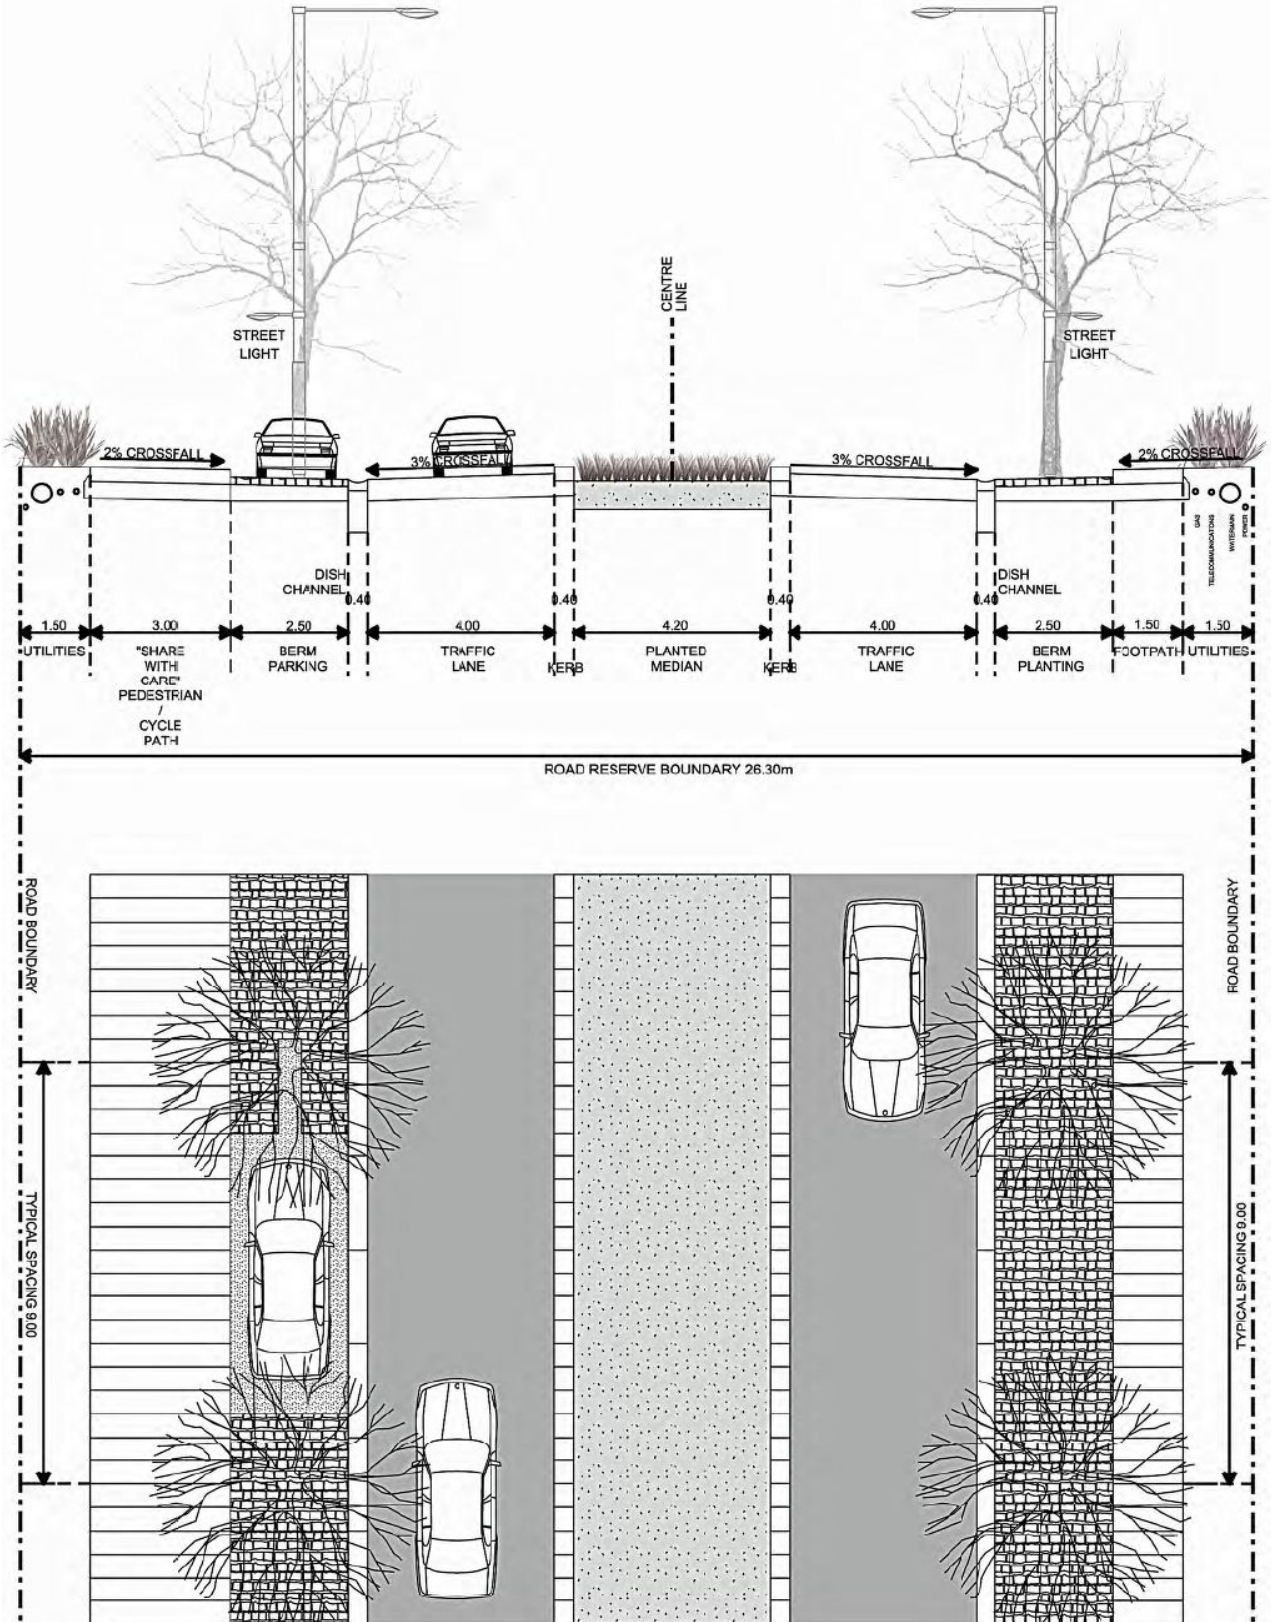 CENTRE
LINE
STREET
LIGHT
STREET
LIGHT
2% CROSSFALL
3% CROSSFALL
3% CROSSFALL
2% CROSSFALL
GAS
TELECOMMUNICATIONS
WATERMAIN
POWER
DISH
CHANNEL
DISH
CHANNEL
0.40
0.40
0.40
0.40
1.50
3.00
2.50
4.00
4.20
4.00
2.50
1.50
1.50
UTILITIES
"SHARE
WITH
CARE"
PEDESTRIAN
/
CYCLE
PATH
BERM
PARKING
TRAFFIC
LANE
KERB
PLANTED
MEDIAN
KERB
TRAFFIC
LANE
BERM
PLANTING
FOOTPATH
UTILITIES
ROAD RESERVE BOUNDARY 26.30m
ROAD BOUNDARY
ROAD BOUNDARY
TYPICAL SPACING 9.00
TYPICAL SPACING 9.00